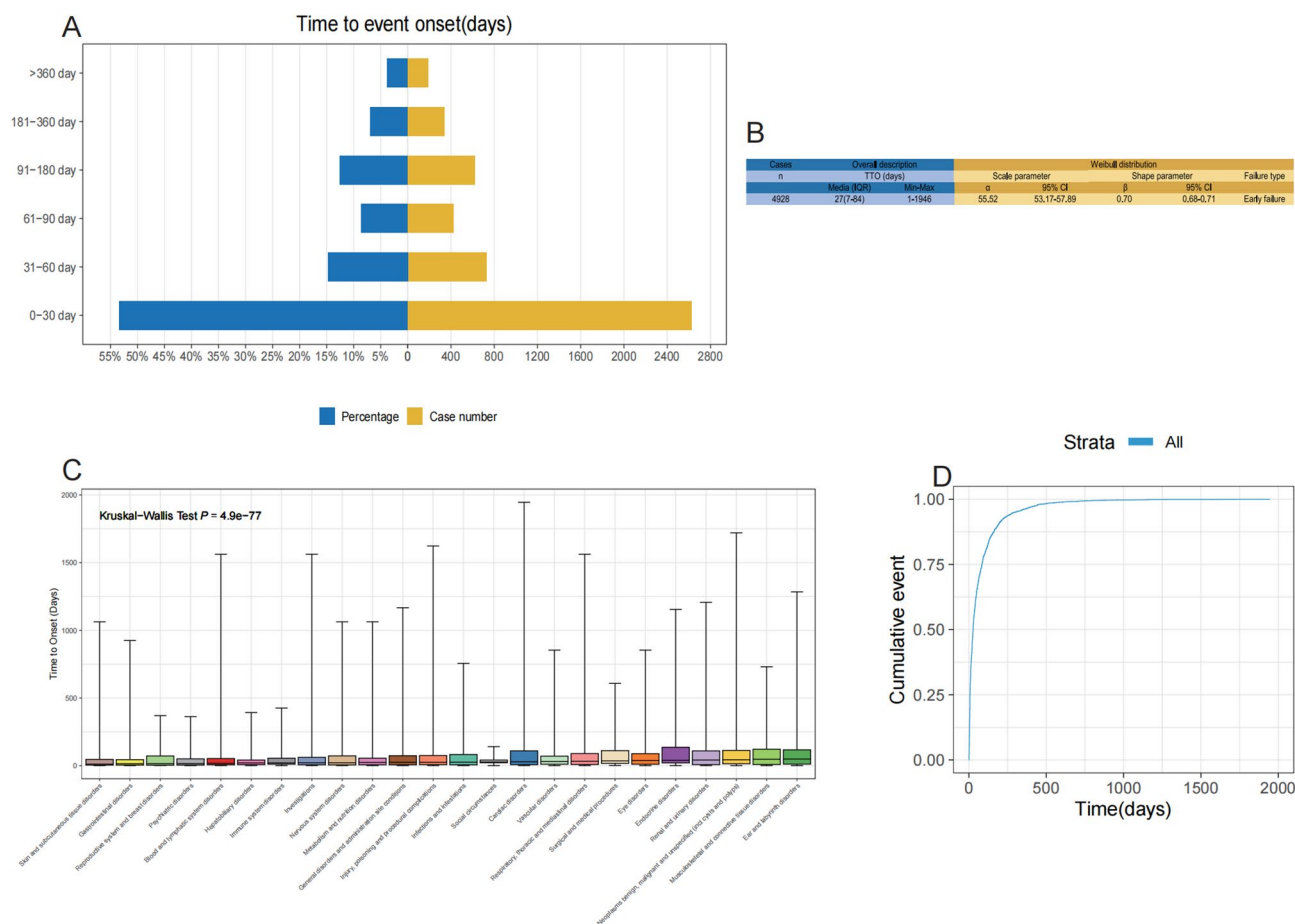 A
Time to event onset(days)
>360 day
181−360 day
91−180 day
61−90 day
31−60 day
0−30 day
55% 50% 45% 40% 35% 30% 25% 20% 15% 10% 5% 0 400 800 1200 1600 2000 2400 2800
Percentage Case number
B
Cases Overall description Weibull distribution
n TTO (days) Scale parameter Shape parameter Failure type
Media (IQR) Min-Max α 95% CI β 95% CI
4928 27(7-84) 1-1946 55.52 53.17-57.89 0.70 0.68-0.71 Early failure
C
Kruskal−Wallis Test P = 4.9e−77
Time to Onset (Days)
2000
1500
1000
500
0
Skin and subcutaneous tissue disorders
Gastrointestinal disorders
Reproductive system and breast disorders
Psychiatric disorders
Blood and lymphatic system disorders
Hepatobiliary disorders
Immune system disorders
Investigations
Nervous system disorders
Metabolism and nutrition disorders
General disorders and administration site conditions
Injury, poisoning and procedural complications
Infections and infestations
Social circumstances
Cardiac disorders
Vascular disorders
Respiratory, thoracic and mediastinal disorders
Surgical and medical procedures
Eye disorders
Endocrine disorders
Renal and urinary disorders
Neoplasms benign, malignant and unspecified (incl cysts and polyps)
Musculoskeletal and connective tissue disorders
Ear and labyrinth disorders
D
Strata All
Cumulative event
1.00
0.75
0.50
0.25
0.00
0 500 1000 1500 2000
Time(days)